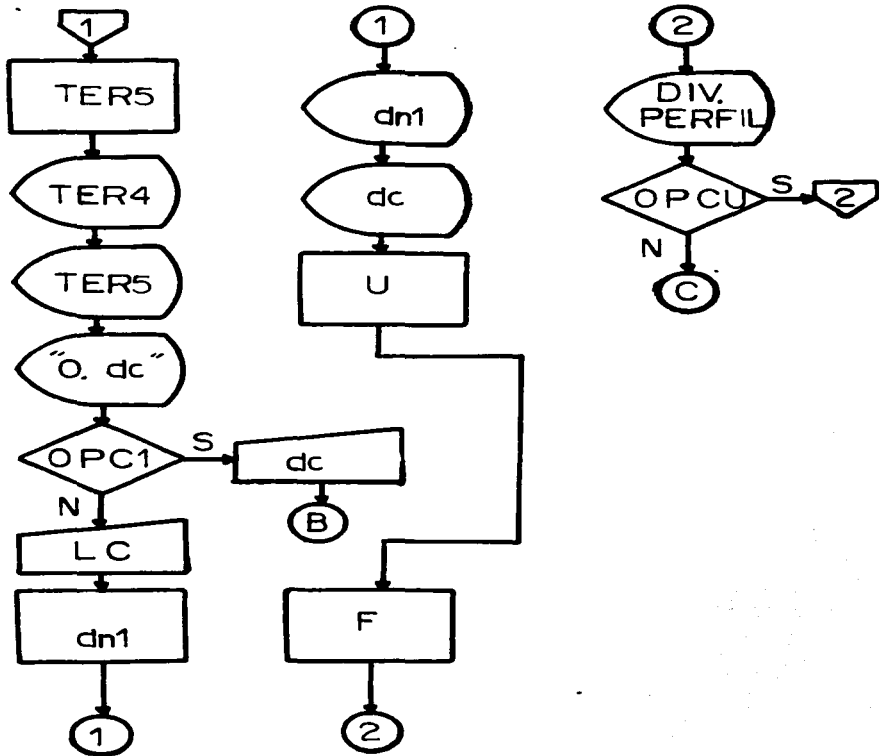 1
TER5
TER4
TER5
"O. dc"
OPC1
S
dc
B
N
LC
dn1
1
1
dn1
dc
U
F
2
2
DIV.
PERFIL
OPCU
S
2
N
C